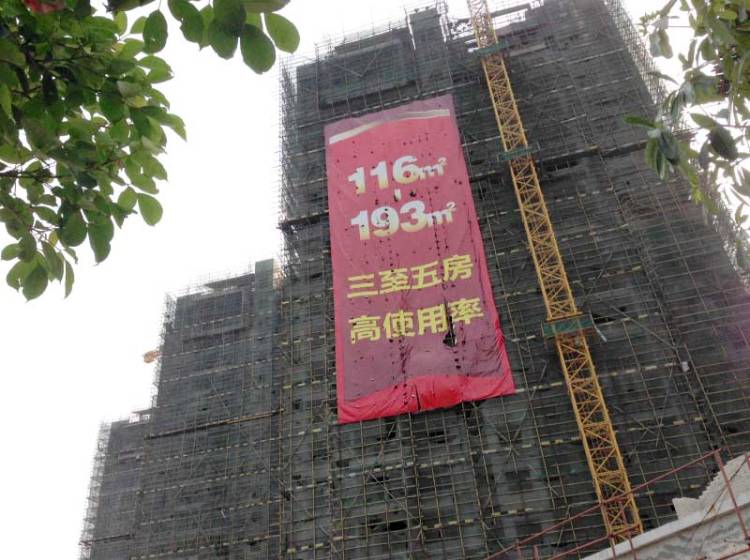 116m²
-
193m²
三至五房
高使用率